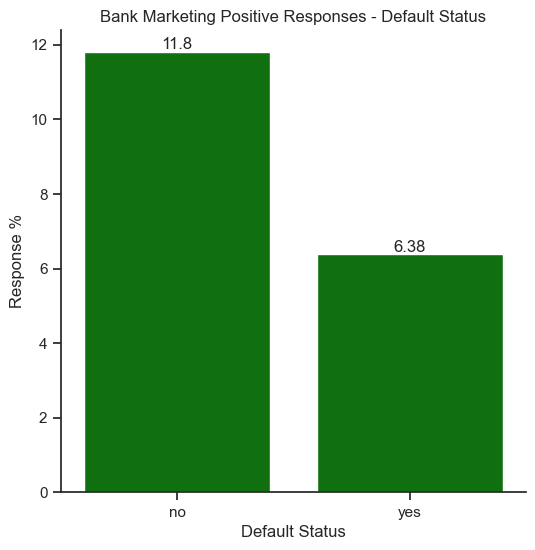 Bank Marketing Positive Responses - Default Status
12
10
8
6
4
2
0
Response %
11.8
6.38
no
yes
Default Status